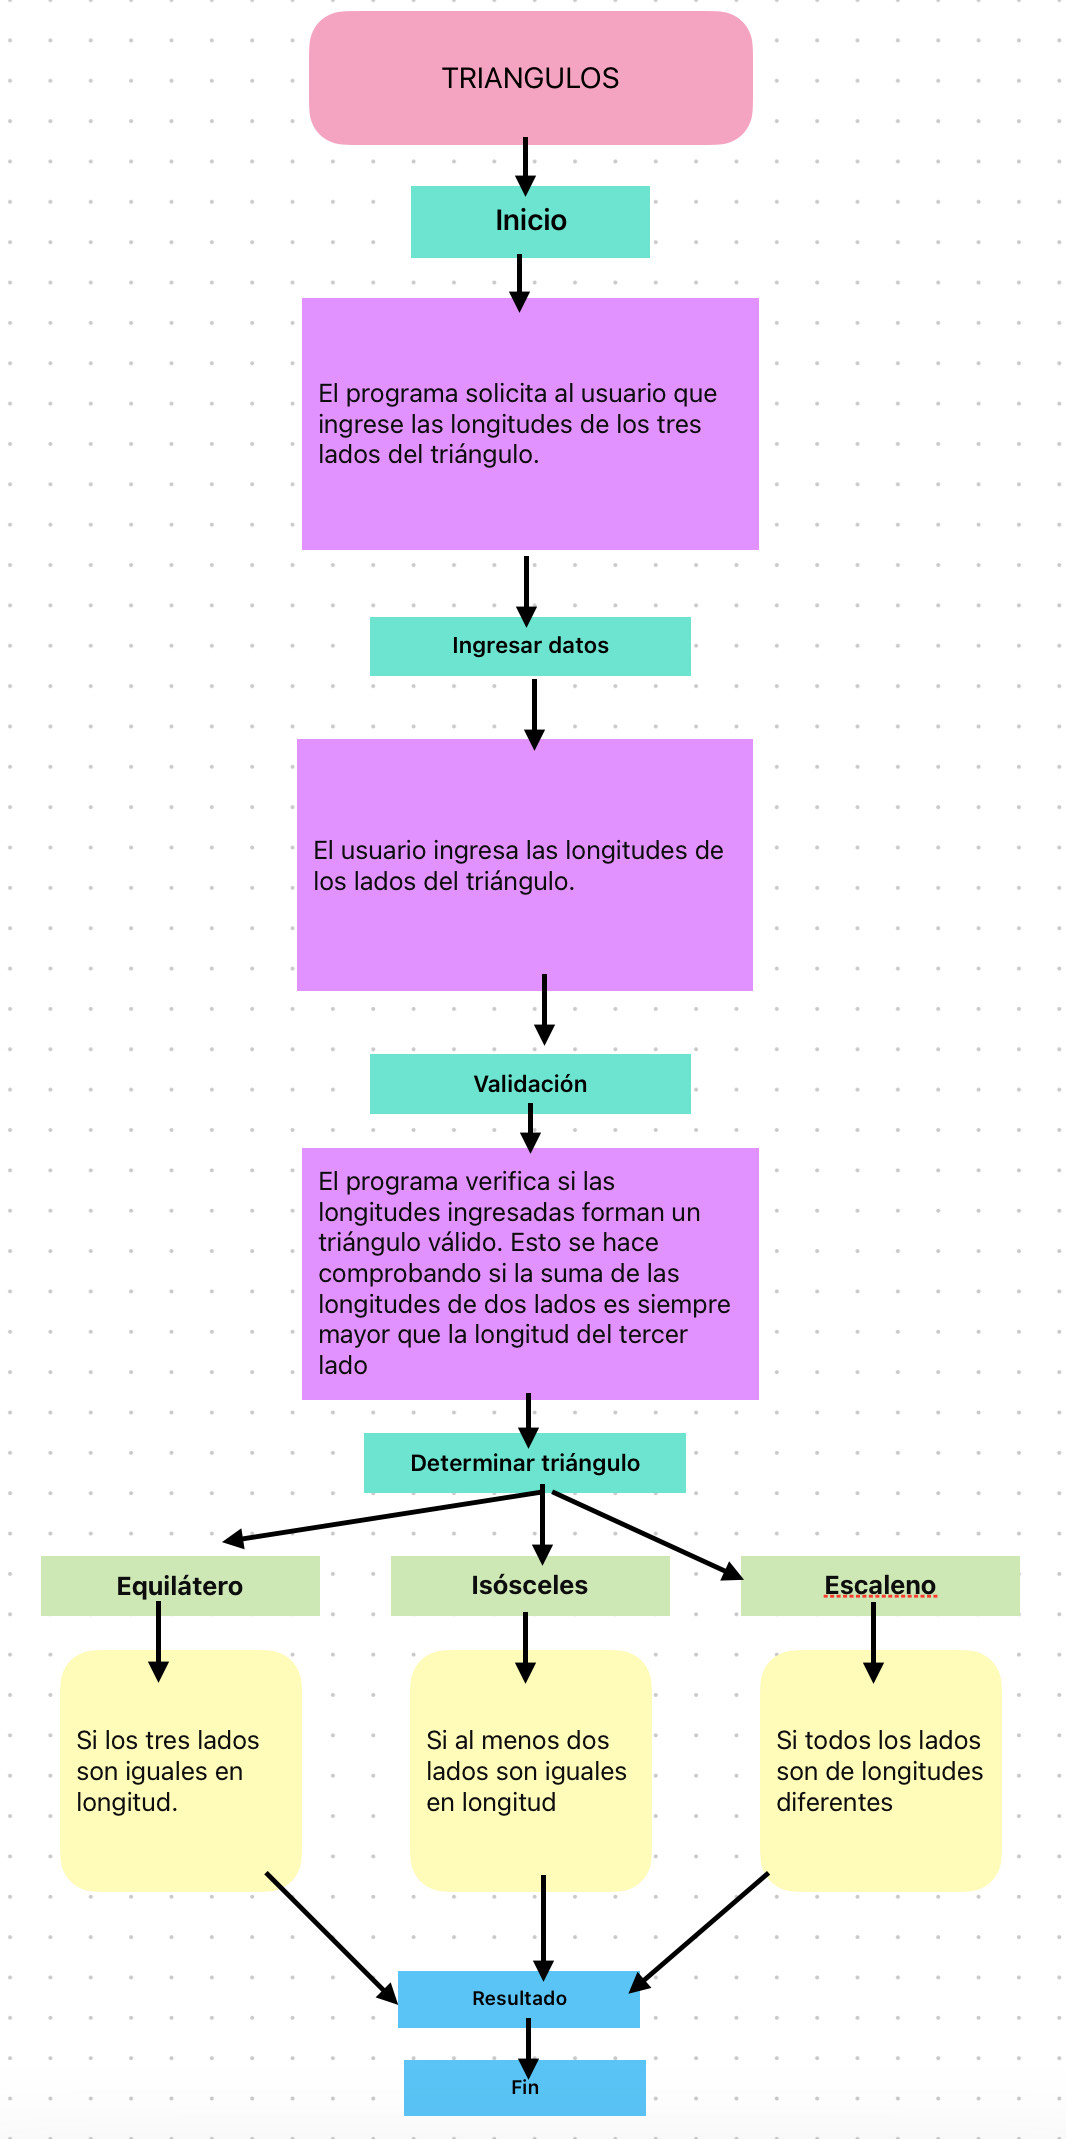 TRIANGULOS
Inicio
El programa solicita al usuario que
ingrese las longitudes de los tres
lados del triángulo.
Ingresar datos
El usuario ingresa las longitudes de
los lados del triángulo.
Validación
El programa verifica si las
longitudes ingresadas forman un
triángulo válido. Esto se hace
comprobando si la suma de las
longitudes de dos lados es siempre
mayor que la longitud del tercer
lado
Determinar triángulo
Equilátero
Si los tres lados
son iguales en
longitud.
Isósceles
Si al menos dos
lados son iguales
en longitud
Escaleno
Si todos los lados
son de longitudes
diferentes
Resultado
Fin